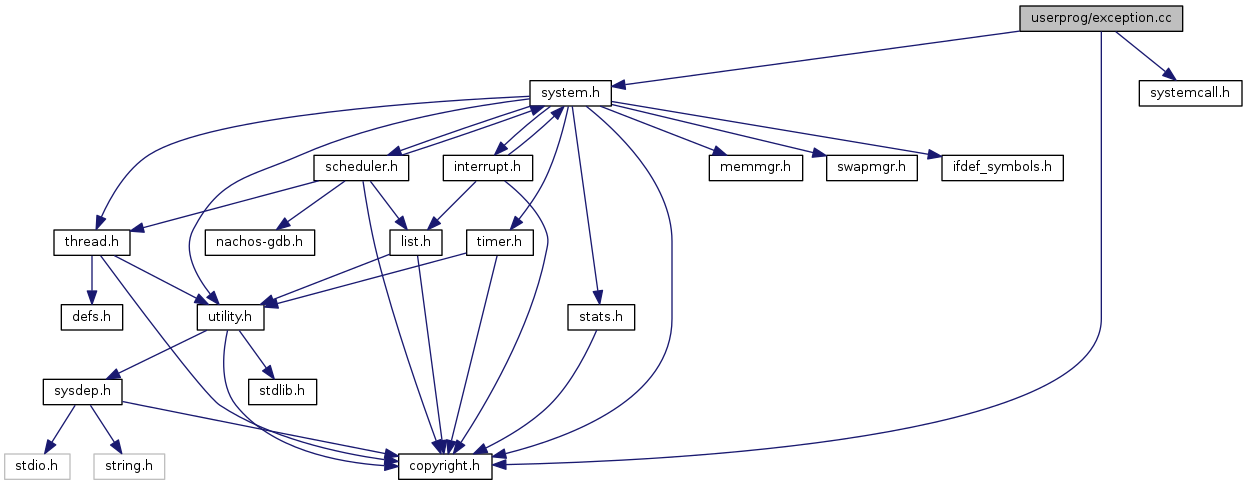 userprog/exception.cc
system.h
systemcall.h
scheduler.h
interrupt.h
memmgr.h
swapmgr.h
ifdef_symbols.h
thread.h
nachos-gdb.h
list.h
timer.h
defs.h
utility.h
stats.h
sysdep.h
stdlib.h
stdio.h
string.h
copyright.h